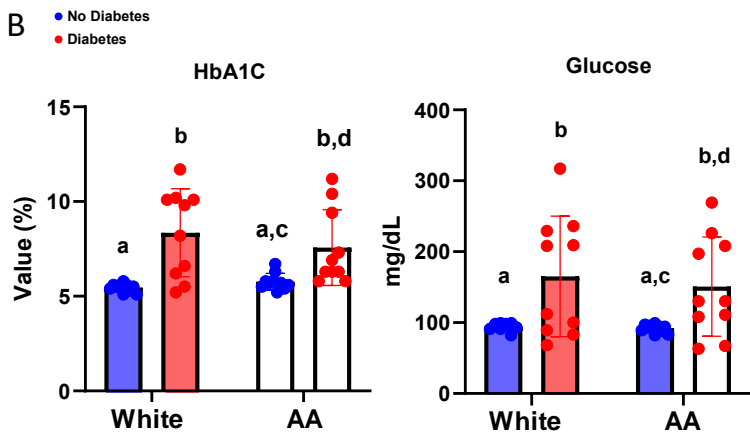 B
No Diabetes
Diabetes
HbA1C
Value (%)
15
10
5
0
a
b
a,c
b,d
White
AA
Glucose
mg/dL
400
300
200
100
0
a
b
a,c
b,d
White
AA